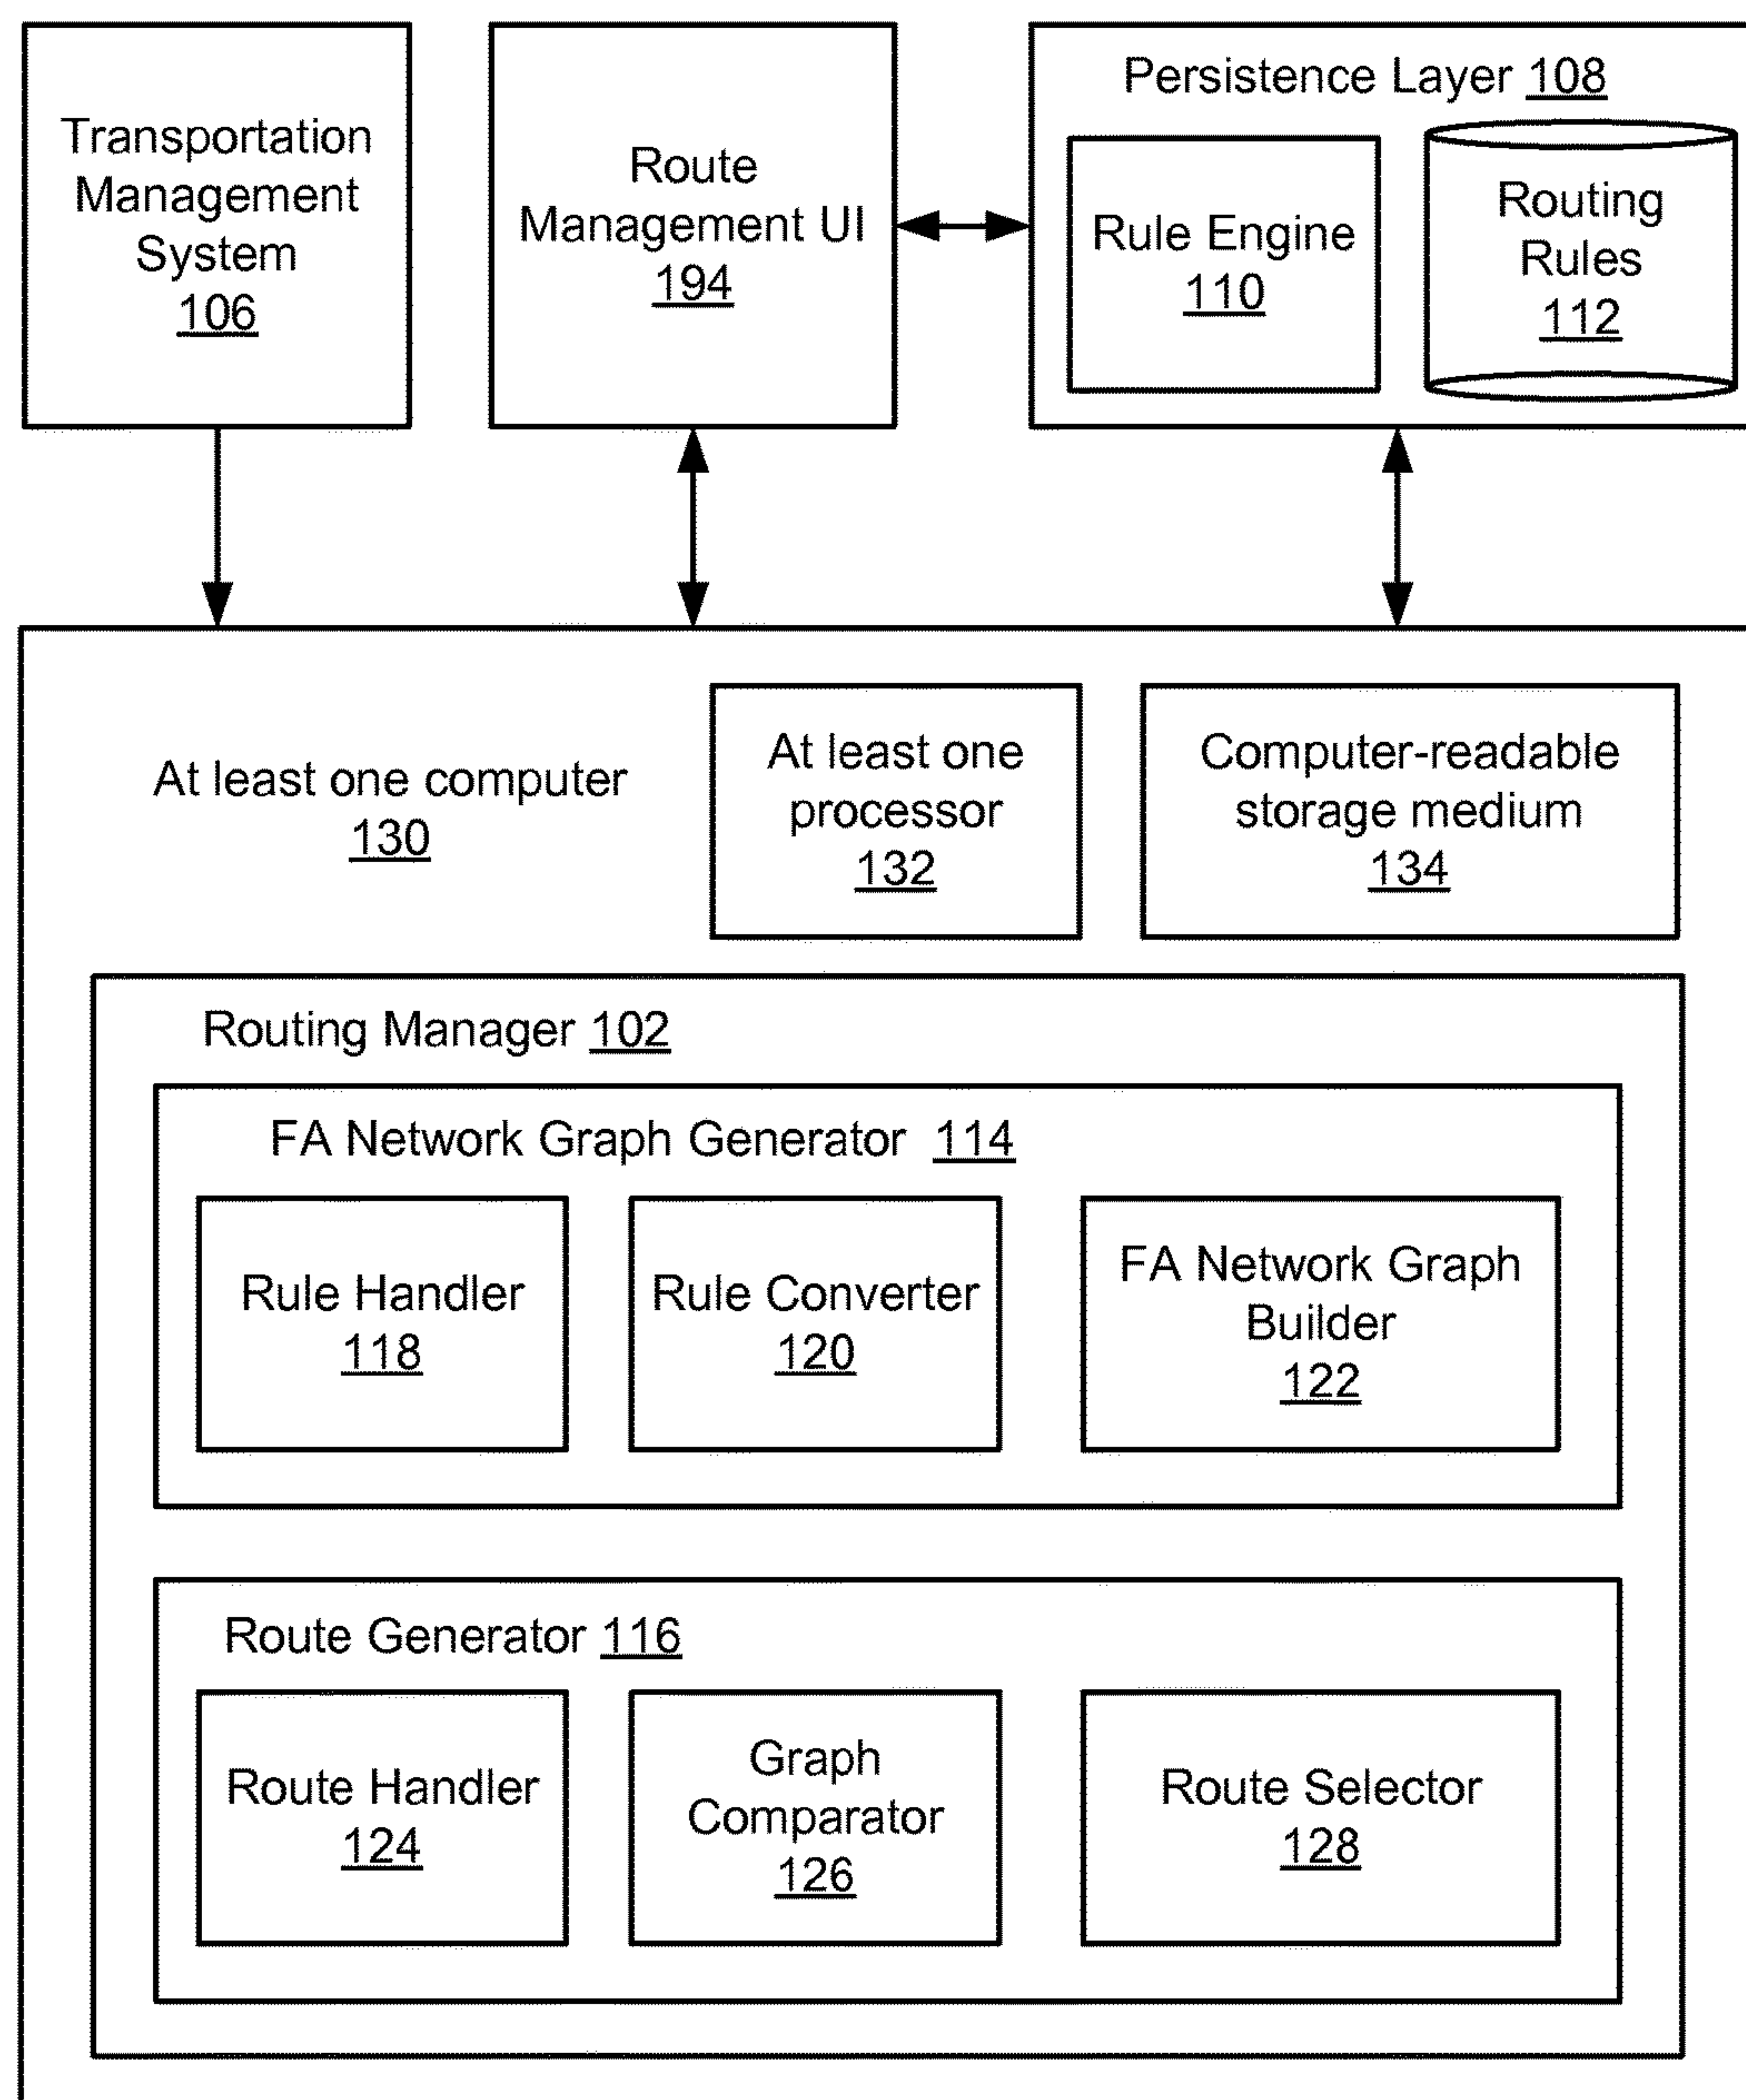 Transportation
Management
System
106
Route
Management UI
194
Persistence Layer 108
Rule Engine
110
Routing
Rules
112
At least one computer
130
At least one
processor
132
Computer-readable
storage medium
134
Routing Manager 102
FA Network Graph Generator 114
Rule Handler
118
Rule Converter
120
FA Network Graph
Builder
122
Route Generator 116
Route Handler
124
Graph
Comparator
126
Route Selector
128